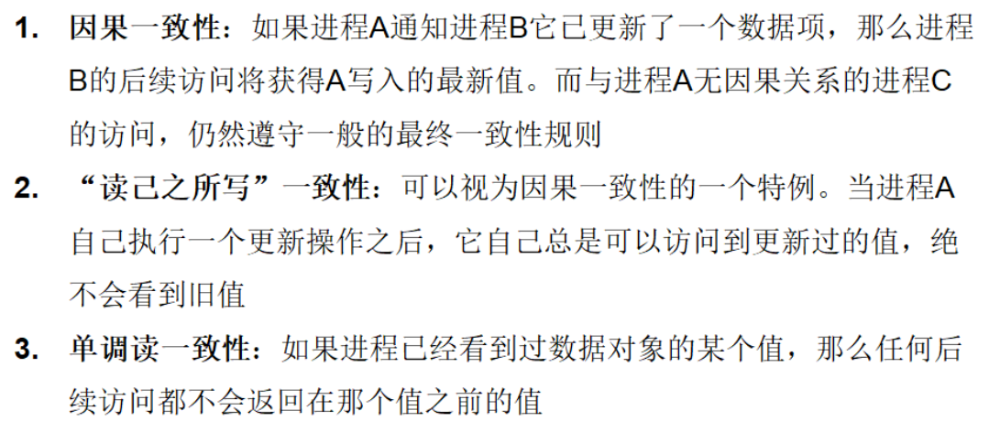 1. 因果一致性：如果进程A通知进程B它已更新了一个数据项，那么进程
B的后续访问将获得A写入的最新值。而与进程A无因果关系的进程C
的访问，仍然遵守一般的最终一致性规则
2. “读己之所写”一致性：可以视为因果一致性的一个特例。当进程A
自己执行一个更新操作之后，它自己总是可以访问到更新过的值，绝
不会看到旧值
3. 单调读一致性：如果进程已经看到过数据对象的某个值，那么任何后
续访问都不会返回在那个值之前的值